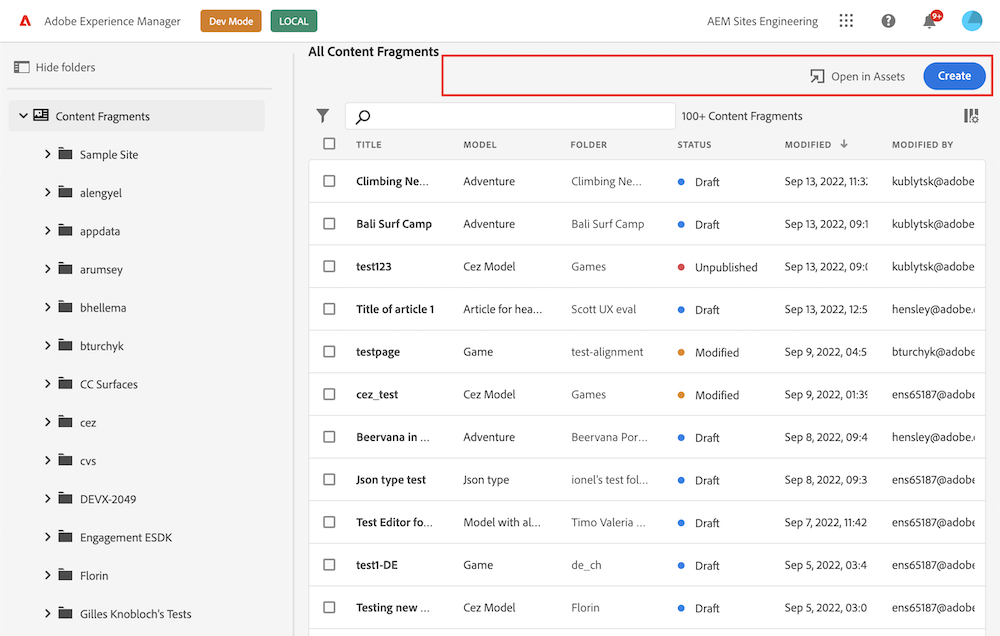 Adobe Experience Manager Dev Mode LOCAL AEM Sites Engineering 9+
Hide folders
Content Fragments
Sample Site
alengyel
appdata
arumsey
bhellema
bturchyk
CC Surfaces
cez
cvs
DEVX-2049
Engagement ESDK
Florin
Gilles Knobloch's Tests
All Content Fragments
Open in Assets Create
100+ Content Fragments
TITLE MODEL FOLDER STATUS MODIFIED MODIFIED BY
Climbing Ne... Adventure Climbing Ne... Draft Sep 13, 2022, 11:3 kublytsk@adobe
Bali Surf Camp Adventure Bali Surf Camp Draft Sep 13, 2022, 09:1 kublytsk@adobe
test123 Cez Model Games Unpublished Sep 13, 2022, 09:0 kublytsk@adobe
Title of article 1 Article for hea... Scott UX eval Draft Sep 13, 2022, 12:5 hensley@adobe.
testpage Game test-alignment Modified Sep 9, 2022, 04:5 bturchyk@adobe
cez_test Cez Model Games Modified Sep 9, 2022, 01:39 ens65187@adobe
Beervana in ... Adventure Beervana Por... Draft Sep 8, 2022, 09:4 hensley@adobe.
Json type test Json type ionel's test fol... Draft Sep 8, 2022, 09:3 ens65187@adobe
Test Editor fo... Model with al... Timo Valeria ... Draft Sep 7, 2022, 11:42 ens65187@adobe
test1-DE Game de_ch Draft Sep 5, 2022, 03:4 ens65187@adobe
Testing new ... Cez Model Florin Draft Sep 5, 2022, 03:0 ens65187@adobe